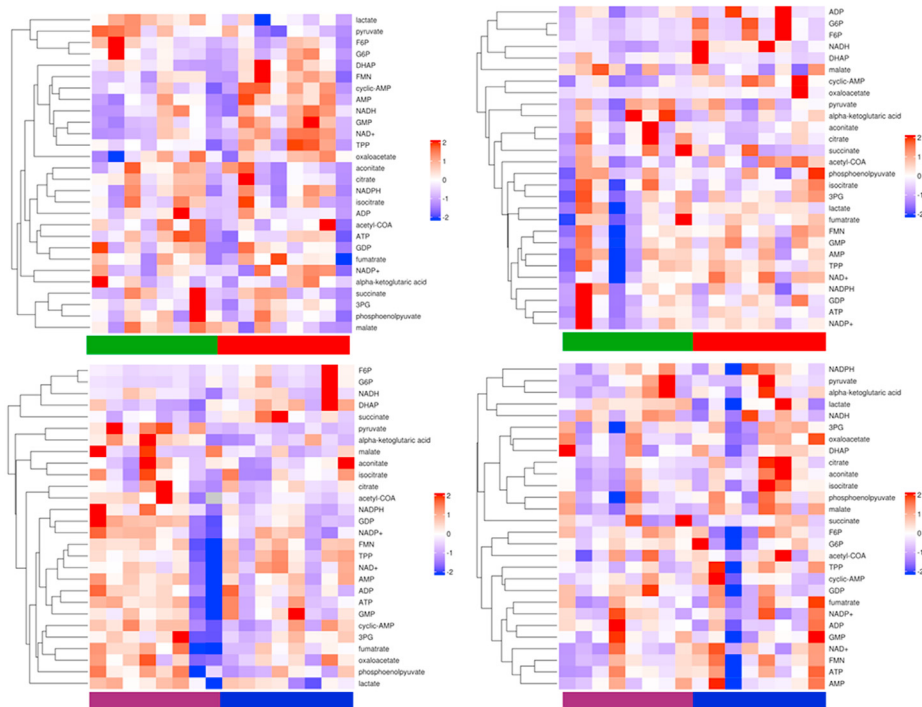 lactate
pyruvate
F6P
G6P
DHAP
FMN
cyclic-AMP
AMP
NADH
GMP
NAD+
TPP
oxaloacetate
aconitate
citrate
NADPH
isocitrate
ADP
acetyl-COA
ATP
GDP
fumatrate
NADP+
alpha-ketoglutaric acid
succinate
3PG
phosphoenolpyuvate
malate
2
1
0
-1
-2
ADP
G6P
F6P
NADH
DHAP
malate
cyclic-AMP
oxaloacetate
pyruvate
alpha-ketoglutaric acid
aconitate
citrate
succinate
acetyl-COA
phosphoenolpyuvate
isocitrate
3PG
lactate
fumatrate
FMN
GMP
AMP
TPP
NAD+
NADPH
GDP
ATP
NADP+
2
1
0
-1
-2
F6P
G6P
NADH
DHAP
succinate
pyruvate
alpha-ketoglutaric acid
malate
aconitate
isocitrate
citrate
acetyl-COA
NADPH
GDP
NADP+
FMN
TPP
NAD+
AMP
ADP
ATP
GMP
cyclic-AMP
3PG
fumatrate
oxaloacetate
phosphoenolpyuvate
lactate
2
1
0
-1
-2
NADPH
pyruvate
alpha-ketoglutaric acid
lactate
NADH
3PG
oxaloacetate
DHAP
citrate
aconitate
isocitrate
phosphoenolpyuvate
malate
succinate
F6P
G6P
acetyl-COA
TPP
cyclic-AMP
GDP
fumatrate
NADP+
ADP
GMP
NAD+
FMN
ATP
AMP
2
1
0
-1
-2